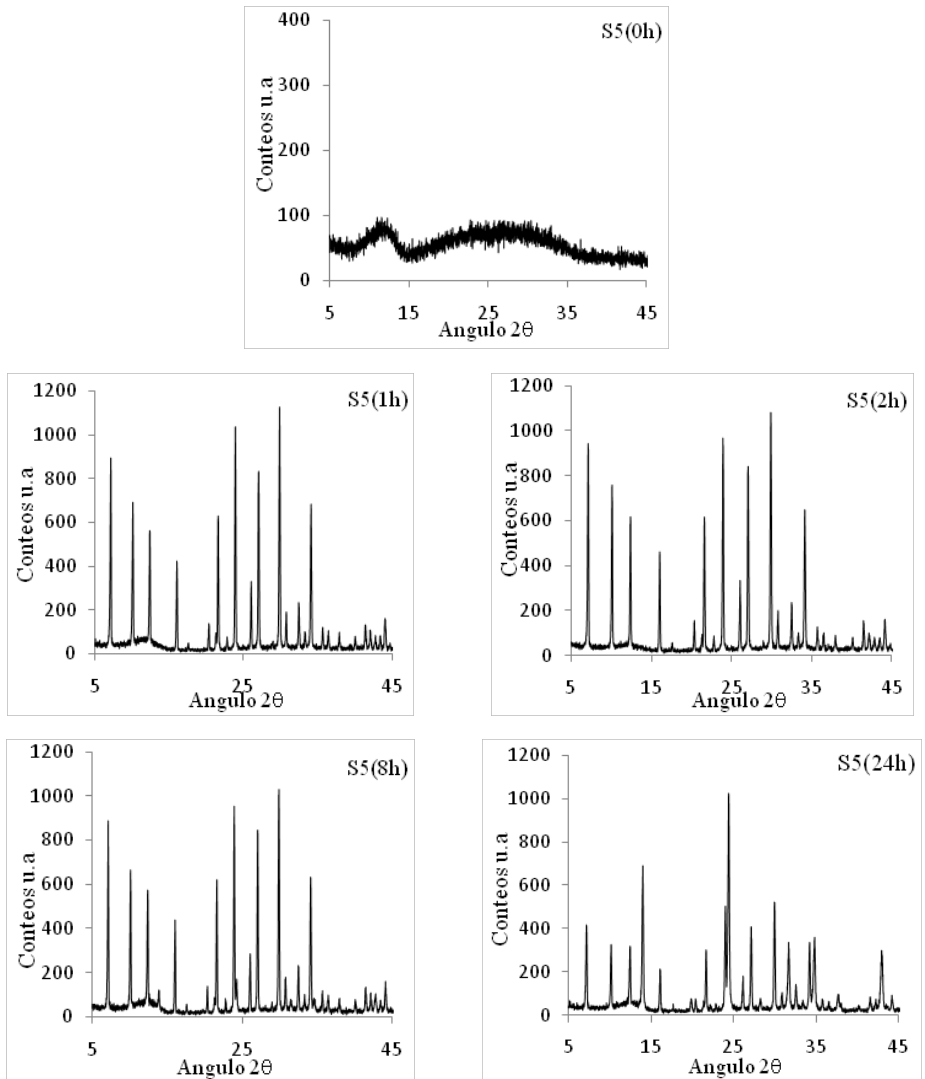 S5(0h)
Conteos u.a
400
300
200
100
0
5 15 25 35 45
Angulo 2θ
S5(1h)
Conteos u.a
1200
1000
800
600
400
200
0
5 25 45
Angulo 2θ
S5(2h)
Conteos u.a
1200
1000
800
600
400
200
0
5 15 25 35 45
Angulo 2θ
S5(8h)
Conteos u.a
1200
1000
800
600
400
200
0
5 25 45
Angulo 2θ
S5(24h)
Conteos u.a
1200
1000
800
600
400
200
0
5 15 25 35 45
Angulo 2θ